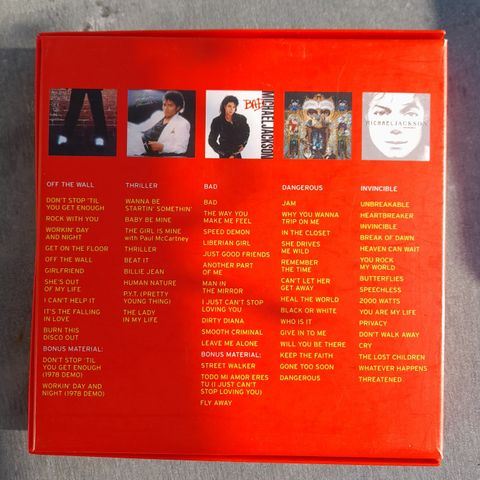 BAD
MICHAEL JACKSON
MICHAEL JACKSON
OFF THE WALL
DON'T STOP 'TIL
YOU GET ENOUGH
ROCK WITH YOU
WORKIN' DAY
AND NIGHT
GET ON THE FLOOR
OFF THE WALL
GIRLFRIEND
SHE'S OUT
OF MY LIFE
I CAN'T HELP IT
IT'S THE FALLING
IN LOVE
BURN THIS
DISCO OUT
BONUS MATERIAL:
DON'T STOP 'TIL
YOU GET ENOUGH
(1978 DEMO)
WORKIN' DAY AND
NIGHT (1978 DEMO)
THRILLER
WANNA BE
STARTIN' SOMETHIN'
BABY BE MINE
THE GIRL IS MINE
with Paul McCartney
THRILLER
BEAT IT
BILLIE JEAN
HUMAN NATURE
P.Y.T. (PRETTY
YOUNG THING)
THE LADY
IN MY LIFE
BAD
BAD
THE WAY YOU
MAKE ME FEEL
SPEED DEMON
LIBERIAN GIRL
JUST GOOD FRIENDS
ANOTHER PART
OF ME
MAN IN
THE MIRROR
I JUST CAN'T STOP
LOVING YOU
DIRTY DIANA
SMOOTH CRIMINAL
LEAVE ME ALONE
BONUS MATERIAL:
STREET WALKER
TODO MI AMOR ERES
TU (I JUST CAN'T
STOP LOVING YOU)
FLY AWAY
DANGEROUS
JAM
WHY YOU WANNA
TRIP ON ME
IN THE CLOSET
SHE DRIVES
ME WILD
REMEMBER
THE TIME
CAN'T LET HER
GET AWAY
HEAL THE WORLD
BLACK OR WHITE
WHO IS IT
GIVE IN TO ME
WILL YOU BE THERE
KEEP THE FAITH
GONE TOO SOON
DANGEROUS
INVINCIBLE
UNBREAKABLE
HEARTBREAKER
INVINCIBLE
BREAK OF DAWN
HEAVEN CAN WAIT
YOU ROCK
MY WORLD
BUTTERFLIES
SPEECHLESS
2000 WATTS
YOU ARE MY LIFE
PRIVACY
DON'T WALK AWAY
CRY
THE LOST CHILDREN
WHATEVER HAPPENS
THREATENED